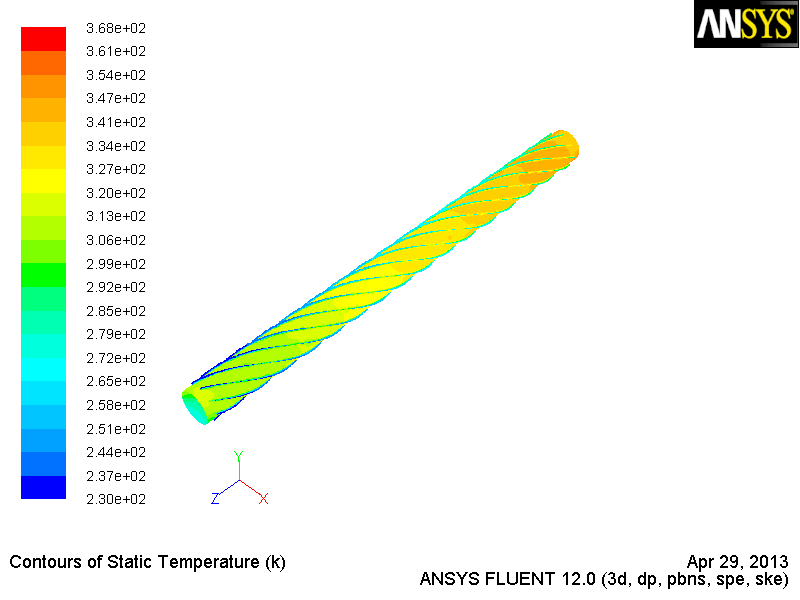 ANSYS
3.68e+02
3.61e+02
3.54e+02
3.47e+02
3.41e+02
3.34e+02
3.27e+02
3.20e+02
3.13e+02
3.06e+02
2.99e+02
2.92e+02
2.85e+02
2.79e+02
2.72e+02
2.65e+02
2.58e+02
2.51e+02
2.44e+02
2.37e+02
2.30e+02
Y
Z X
Contours of Static Temperature (k)
Apr 29, 2013
ANSYS FLUENT 12.0 (3d, dp, pbns, spe, ske)